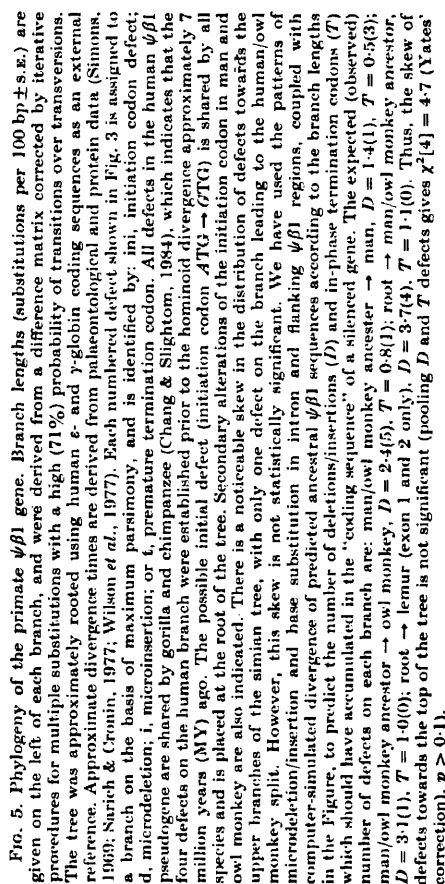 FIG. 5. Phylogeny of the primate ψβ1 gene. Branch lengths (substitutions per 100 bp ± S.E.) are
given on the left of each branch, and were derived from a difference matrix corrected by iterative
procedures for multiple substitutions with a high (71%) probability of transitions over transversions.
The tree was approximately rooted using human ε- and γ-globin coding sequences as an external
reference. Approximate divergence times are derived from palaeontological and protein data (Simons,
1969; Sarich & Cronin, 1977; Wilson et al., 1977). Each numbered defect shown in Fig. 3 is assigned to
a branch on the basis of maximum parsimony, and is identified by: ini, initiation codon defect;
d, microdeletion; i, microinsertion; or t, premature termination codon. All defects in the human ψβ1
pseudogene are shared by gorilla and chimpanzee (Chang & Slightom, 1984), which indicates that the
four defects on the human branch were established prior to the hominoid divergence approximately 7
million years (MY) ago. The possible initial defect (initiation codon ATG → GTG) is shared by all
species and is placed at the root of the tree. Secondary alterations of the initiation codon in man and
owl monkey are also indicated. There is a noticeable skew in the distribution of defects towards the
upper branches of the simian tree, with only one defect on the branch leading to the human/owl
monkey split. However, this skew is not statistically significant. We have used the patterns of
microdeletion/insertion and base substitution in intron and flanking ψβ1 regions, coupled with
computer-simulated divergence of predicted ancestral ψβ1 sequences according to the branch lengths
in the Figure, to predict the number of deletions/insertions (D) and in-phase termination codons (T)
which should have accumulated in the "coding sequence" of a silenced gene. The expected (observed)
number of defects on each branch are: man/owl monkey ancester → man, D = 1·4(1), T = 0·5(3);
man/owl monkey ancester → owl monkey, D = 2·4(5), T = 0·8(1); root → man/owl monkey ancester,
D = 3·1(1), T = 1·0(0); root → lemur (exon 1 and 2 only), D = 3·7(4), T = 1·1(0). Thus, the skew of
defects towards the top of the tree is not significant (pooling D and T defects gives χ²[4] = 4·7 (Yates'
correction), p > 0·1).